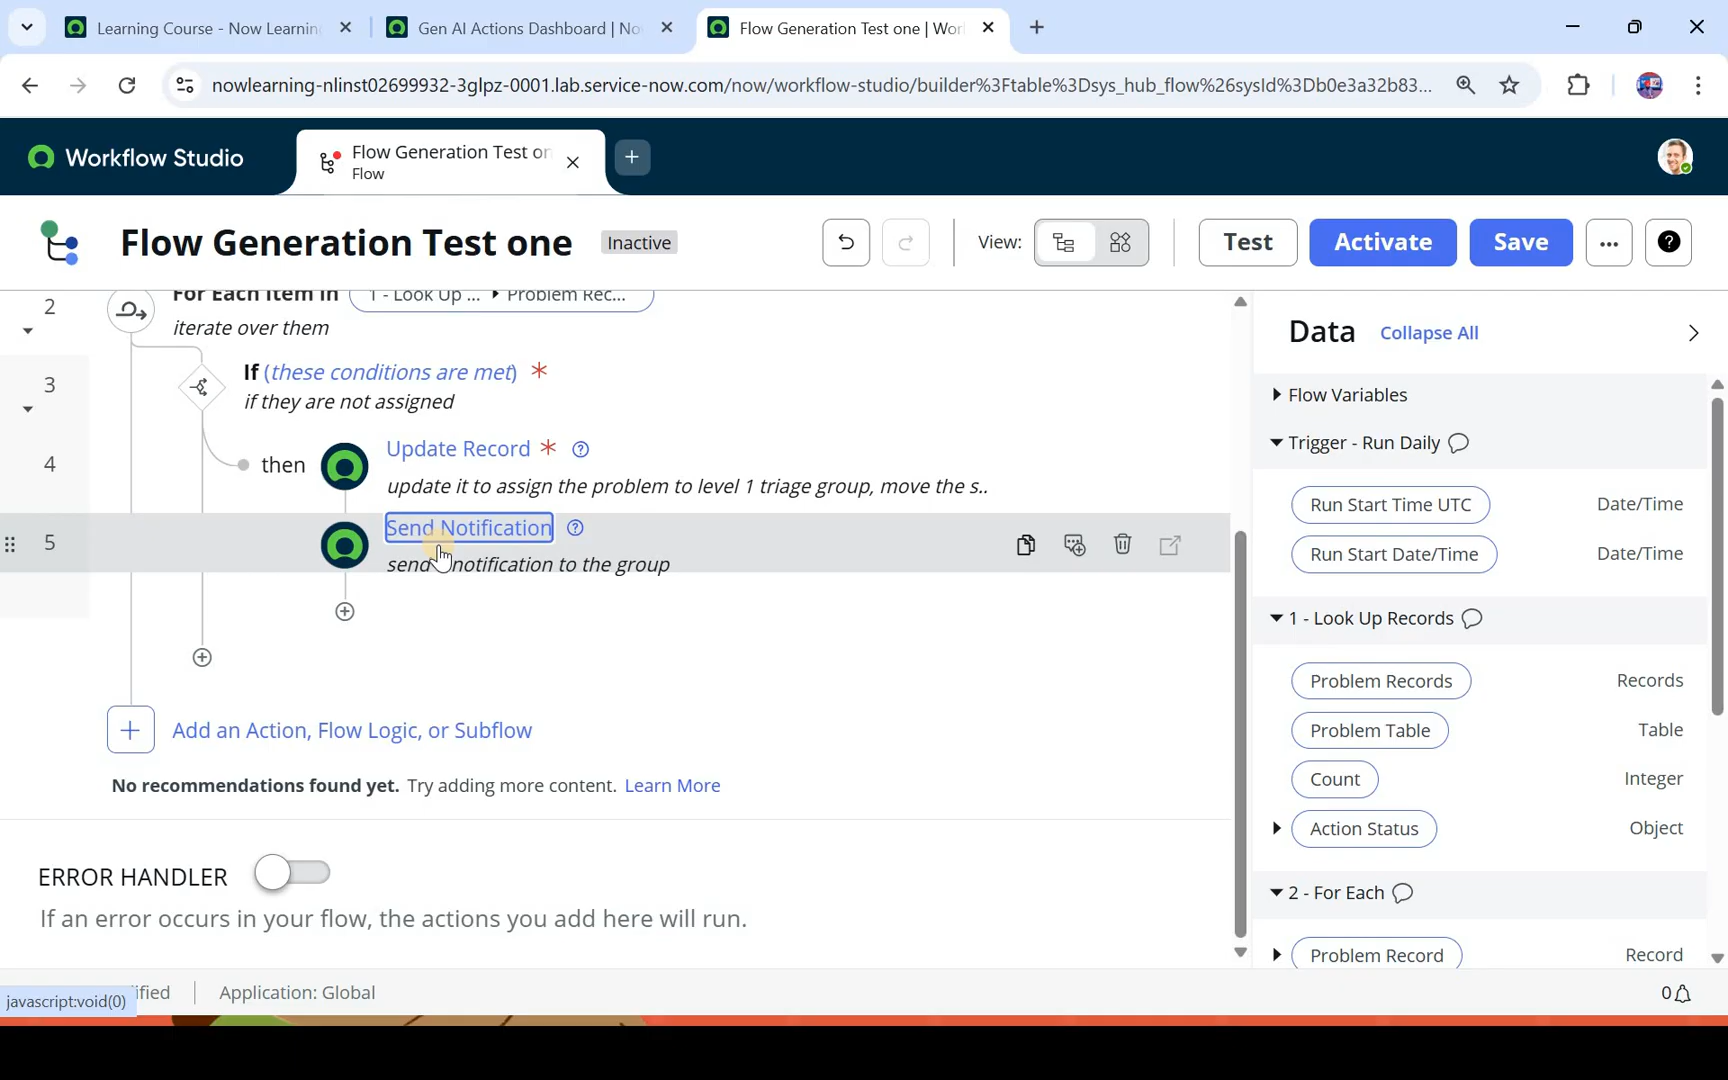 Learning Course - Now Learnin
Gen AI Actions Dashboard | No
Flow Generation Test one | Wor
nowlearning-nlinst02699932-3glpz-0001.lab.service-now.com/now/workflow-studio/builder%3Ftable%3Dsys_hub_flow%26sysId%3Db0e3a32b83...
Workflow Studio
Flow Generation Test on
Flow
Flow Generation Test one
Inactive
View:
Test
Activate
Save
2
For Each Item in
1 - Look Up ... ▸ Problem Rec...
iterate over them
3
If (these conditions are met) *
if they are not assigned
4
then
Update Record *
update it to assign the problem to level 1 triage group, move the s..
5
Send Notification
send notification to the group
Add an Action, Flow Logic, or Subflow
No recommendations found yet. Try adding more content. Learn More
ERROR HANDLER
If an error occurs in your flow, the actions you add here will run.
Data
Collapse All
Flow Variables
Trigger - Run Daily
Run Start Time UTC Date/Time
Run Start Date/Time Date/Time
1 - Look Up Records
Problem Records Records
Problem Table Table
Count Integer
Action Status Object
2 - For Each
Problem Record Record
javascript:void(0)
ified
Application: Global
0